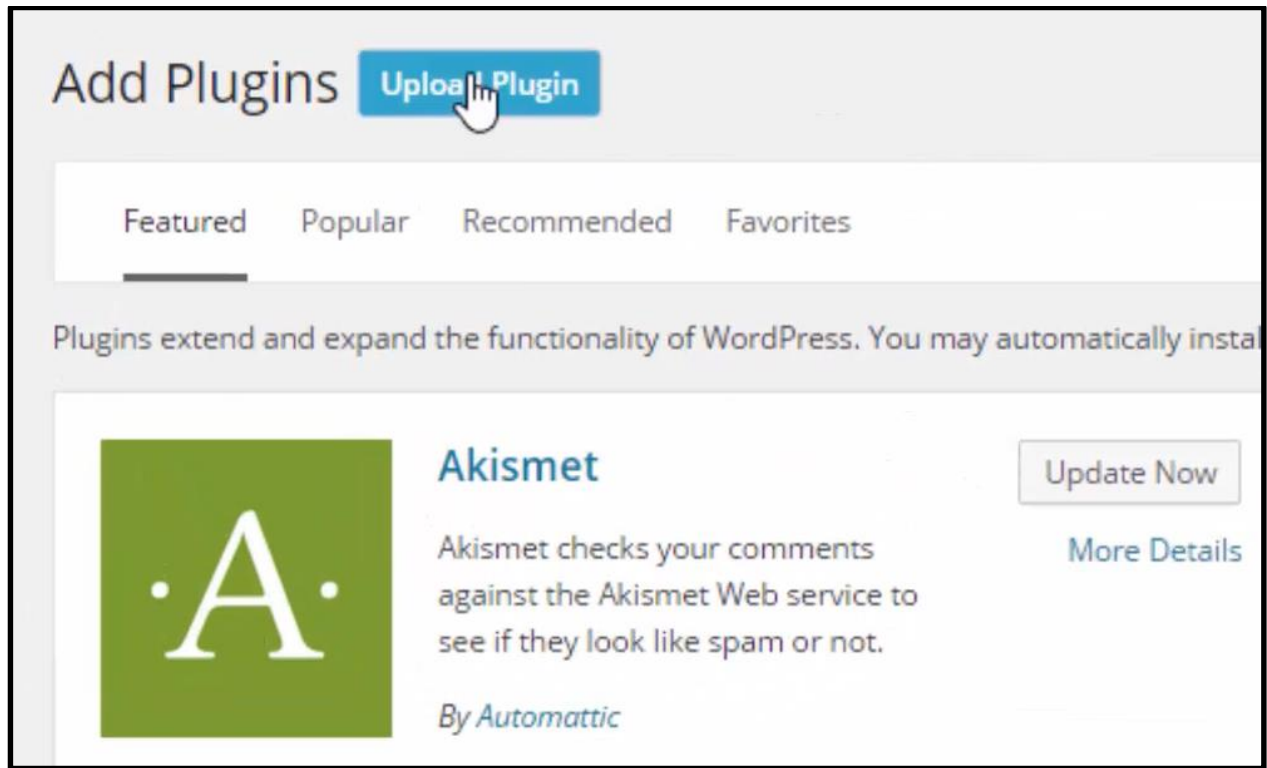 Add Plugins Upload Plugin
Featured Popular Recommended Favorites
Plugins extend and expand the functionality of WordPress. You may automatically instal
A
Akismet
Update Now
Akismet checks your comments
More Details
against the Akismet Web service to
see if they look like spam or not.
By Automattic